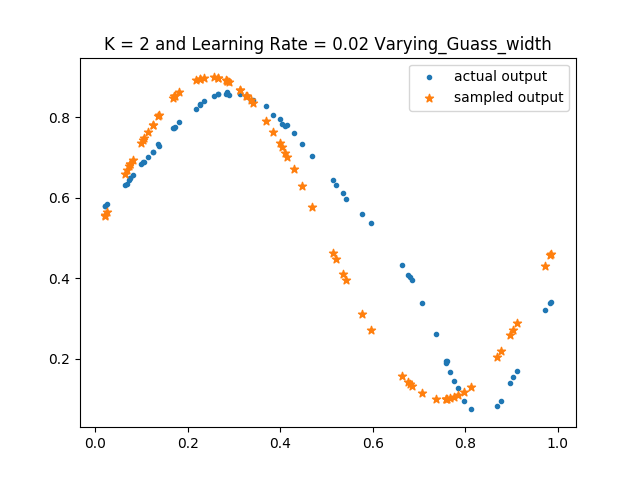 K = 2 and Learning Rate = 0.02 Varying_Guass_width
actual output
sampled output
0.8
0.6
0.4
0.2
0.0 0.2 0.4 0.6 0.8 1.0